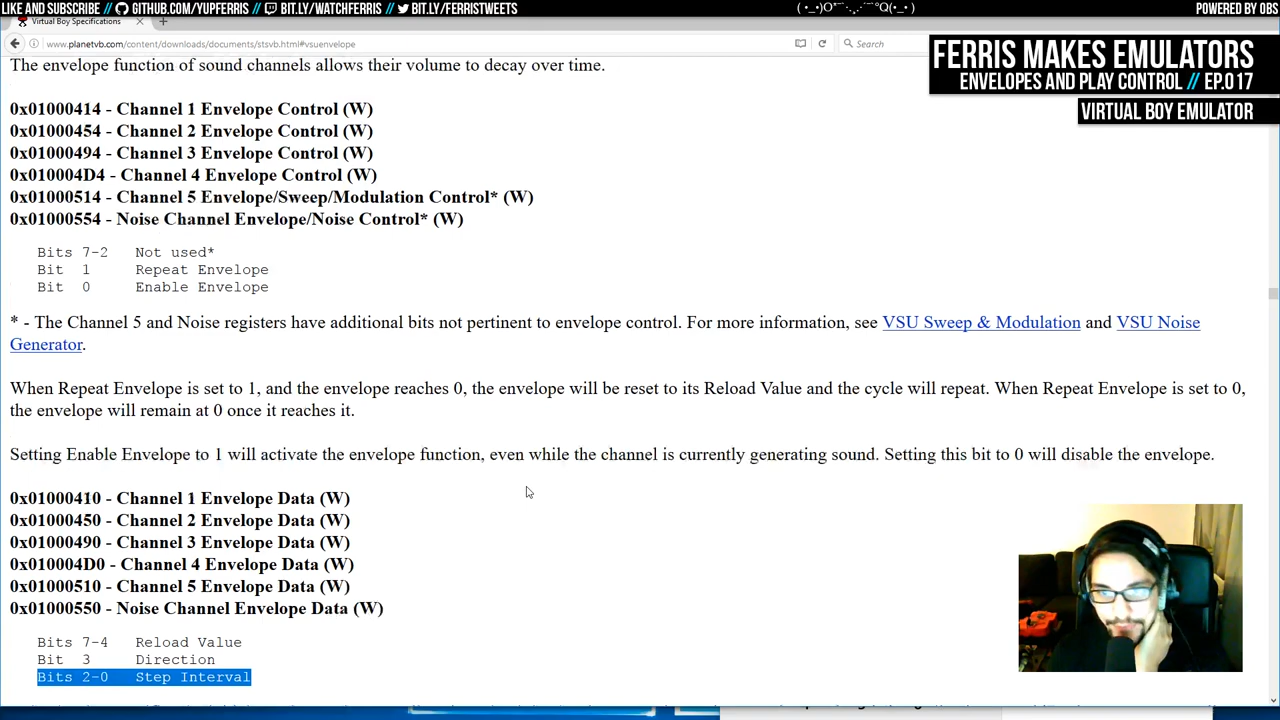 LIKE AND SUBSCRIBE // GITHUB.COM/YUPFERRIS // BIT.LY/WATCHFERRIS // BIT.LY/FERRISTWEETS
POWERED BY OBS
Virtual Boy Specifications
www.planetvb.com/content/downloads/documents/stsvb.html#vsuenvelope
Search
FERRIS MAKES EMULATORS
ENVELOPES AND PLAY CONTROL // EP.017
VIRTUAL BOY EMULATOR
The envelope function of sound channels allows their volume to decay over time.
0x01000414 - Channel 1 Envelope Control (W)
0x01000454 - Channel 2 Envelope Control (W)
0x01000494 - Channel 3 Envelope Control (W)
0x010004D4 - Channel 4 Envelope Control (W)
0x01000514 - Channel 5 Envelope/Sweep/Modulation Control* (W)
0x01000554 - Noise Channel Envelope/Noise Control* (W)
Bits 7-2 Not used*
Bit 1 Repeat Envelope
Bit 0 Enable Envelope
* - The Channel 5 and Noise registers have additional bits not pertinent to envelope control. For more information, see VSU Sweep & Modulation and VSU Noise
Generator.
When Repeat Envelope is set to 1, and the envelope reaches 0, the envelope will be reset to its Reload Value and the cycle will repeat. When Repeat Envelope is set to 0,
the envelope will remain at 0 once it reaches it.
Setting Enable Envelope to 1 will activate the envelope function, even while the channel is currently generating sound. Setting this bit to 0 will disable the envelope.
0x01000410 - Channel 1 Envelope Data (W)
0x01000450 - Channel 2 Envelope Data (W)
0x01000490 - Channel 3 Envelope Data (W)
0x010004D0 - Channel 4 Envelope Data (W)
0x01000510 - Channel 5 Envelope Data (W)
0x01000550 - Noise Channel Envelope Data (W)
Bits 7-4 Reload Value
Bit 3 Direction
Bits 2-0 Step Interval